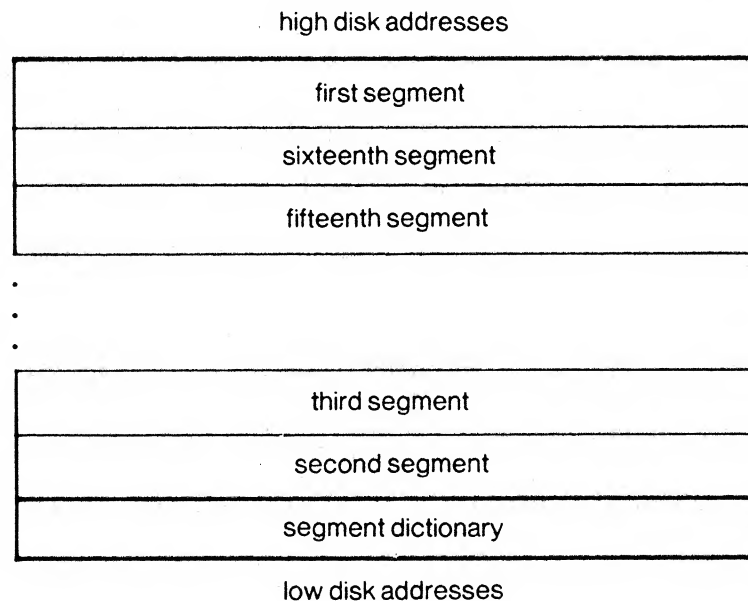 high disk addresses
first segment
sixteenth segment
fifteenth segment
.
.
.
third segment
second segment
segment dictionary
low disk addresses